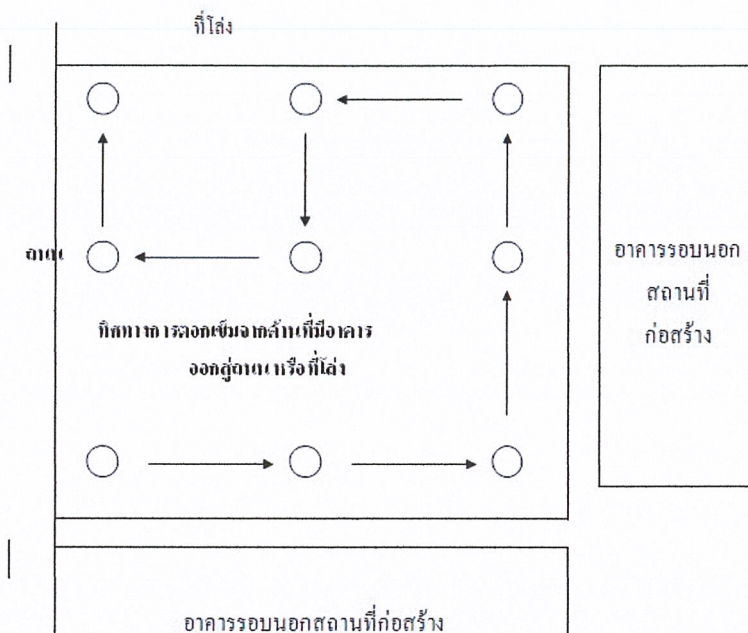 ที่โล่ง
ถนน
อาคารรอบนอก
สถานที่
ก่อสร้าง
ทิศทางการตอกเข็มจากด้านที่มีอาคาร
ออกสู่ถนนหรือที่โล่ง
อาคารรอบนอกสถานที่ก่อสร้าง